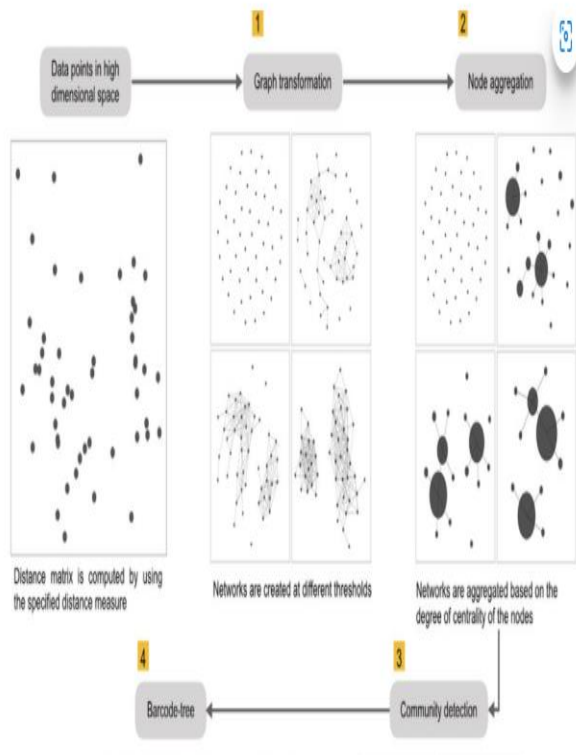 1
2
Data points in high
dimensional space
Graph transformation
Node aggregation
Distance matrix is computed by using
the specified distance measure
Networks are created at different thresholds
Networks are aggregated based on the
degree of centrality of the nodes
4
3
Barcode-tree
Community detection